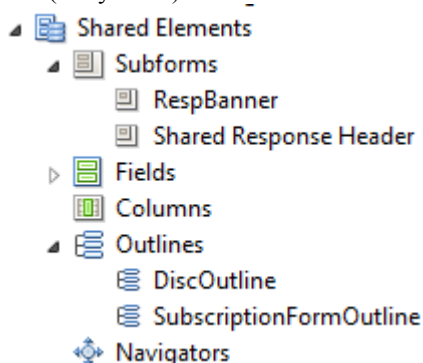 Shared Elements
Subforms
RespBanner
Shared Response Header
Fields
Columns
Outlines
DiscOutline
SubscriptionFormOutline
Navigators